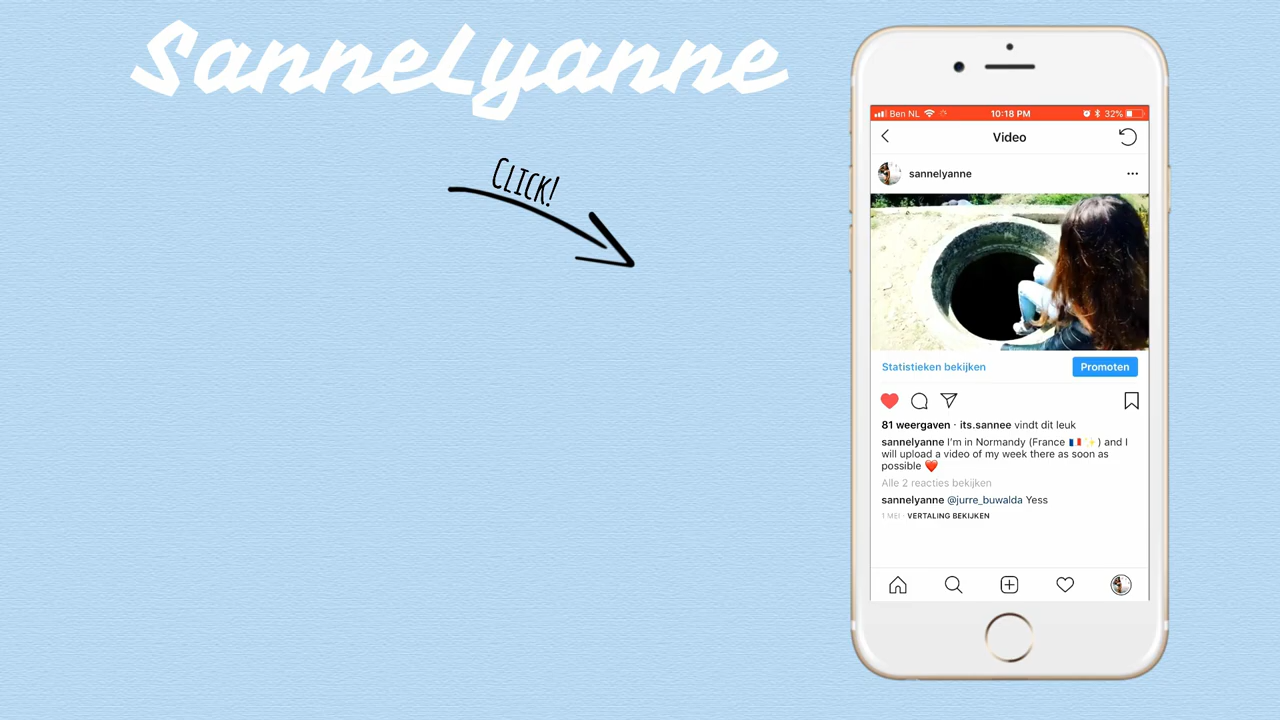 SanneLyanne
CLICK!
Ben NL
10:18 PM
32%
Video
sannelyanne
Statistieken bekijken
Promoten
81 weergaven · its.sannee vindt dit leuk
sannelyanne I'm in Normandy (France 🇫🇷✨) and I
will upload a video of my week there as soon as
possible ❤️
Alle 2 reacties bekijken
sannelyanne @jurre_buwalda Yess
1 MEI · VERTALING BEKIJKEN